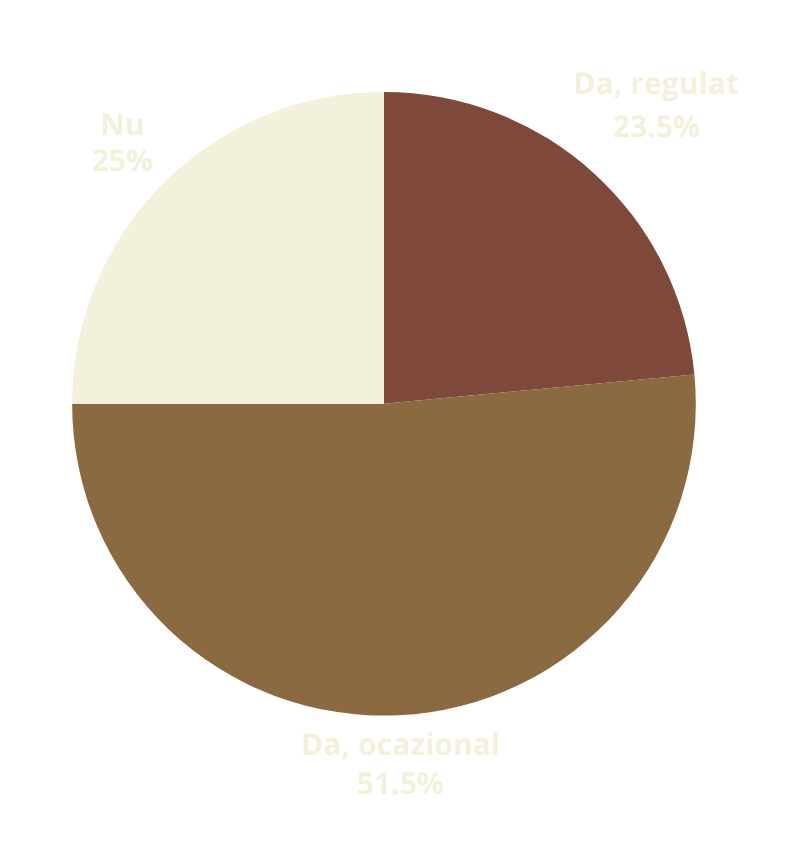 Da, regulat
23.5%
Nu
25%
Da, ocazional
51.5%